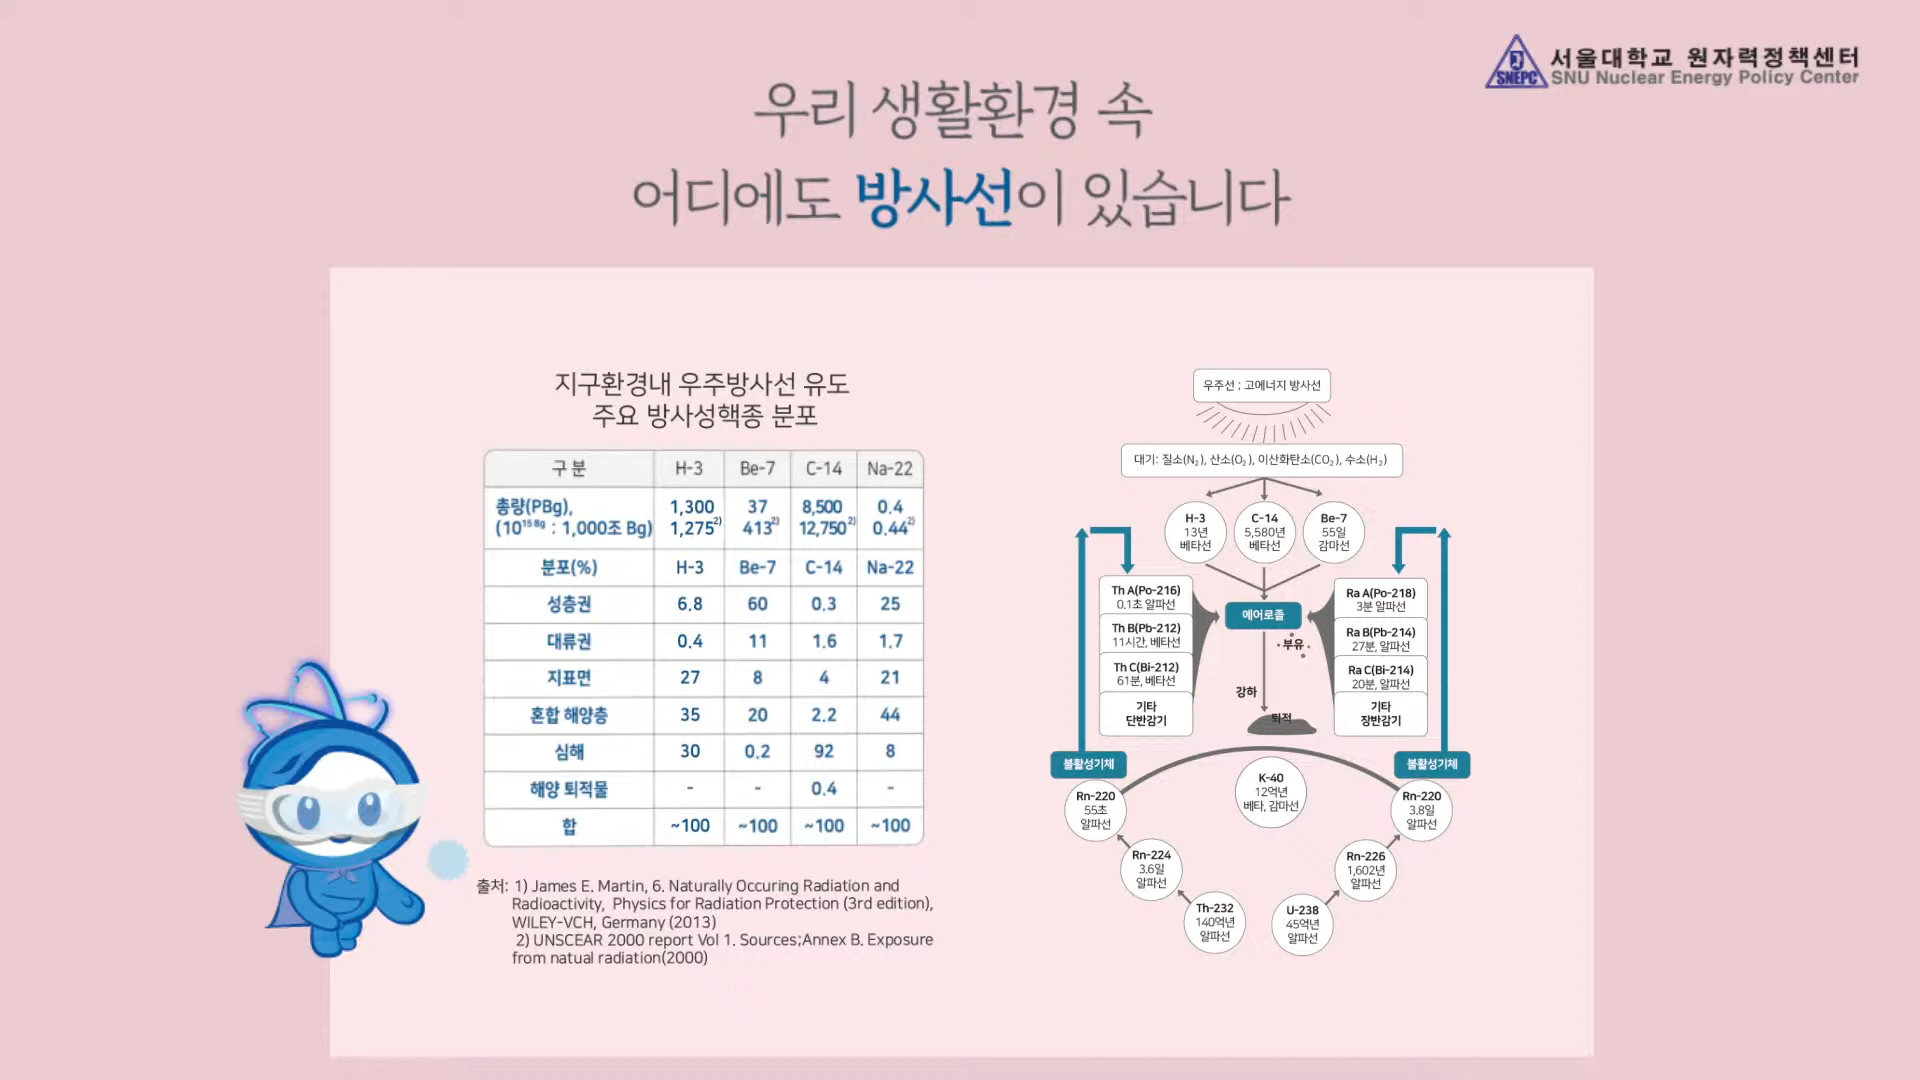 서울대학교 원자력정책센터
SNEPC
SNU Nuclear Energy Policy Center
우리 생활환경 속
어디에도 방사선이 있습니다
지구환경내 우주방사선 유도
주요 방사성핵종 분포
구 분 H-3 Be-7 C-14 Na-22
총량(PBg), 1,300 37 8,500 0.4
(10¹⁵ ᴮᵍ : 1,000조 Bg) 1,275²⁾ 413²⁾ 12,750²⁾ 0.44²⁾
분포(%) H-3 Be-7 C-14 Na-22
성층권 6.8 60 0.3 25
대류권 0.4 11 1.6 1.7
지표면 27 8 4 21
혼합 해양층 35 20 2.2 44
심해 30 0.2 92 8
해양 퇴적물 - - 0.4 -
합 ~100 ~100 ~100 ~100
출처: 1) James E. Martin, 6. Naturally Occuring Radiation and
Radioactivity, Physics for Radiation Protection (3rd edition),
WILEY-VCH, Germany (2013)
2) UNSCEAR 2000 report Vol 1. Sources;Annex B. Exposure
from natual radiation(2000)
우주선 ; 고에너지 방사선
대기: 질소(N₂), 산소(O₂), 이산화탄소(CO₂), 수소(H₂)
H-3
13년
베타선
C-14
5,580년
베타선
Be-7
55일
감마선
Th A(Po-216)
0.1초 알파선
Th B(Pb-212)
11시간, 베타선
Th C(Bi-212)
61분, 베타선
기타
단반감기
에어로졸
부유
강하
퇴적
Ra A(Po-218)
3분 알파선
Ra B(Pb-214)
27분, 알파선
Ra C(Bi-214)
20분, 알파선
기타
장반감기
불활성기체
불활성기체
K-40
12억년
베타, 감마선
Rn-220
55초
알파선
Rn-220
3.8일
알파선
Rn-224
3.6일
알파선
Rn-226
1,602년
알파선
Th-232
140억년
알파선
U-238
45억년
알파선